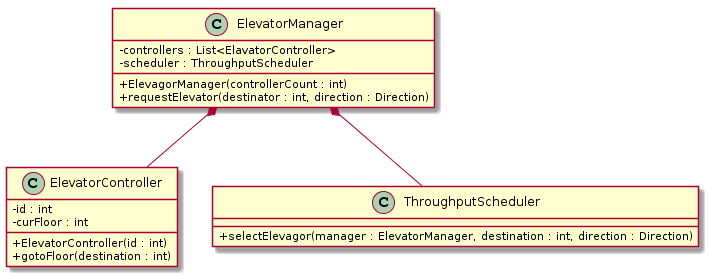 C ElevatorManager
-controllers : List<ElavatorController>
-scheduler : ThroughputScheduler
+ElevagorManager(controllerCount : int)
+requestElevator(destinator : int, direction : Direction)
C ElevatorController
-id : int
-curFloor : int
+ElevatorController(id : int)
+gotoFloor(destination : int)
C ThroughputScheduler
+selectElevagor(manager : ElevatorManager, destination : int, direction : Direction)